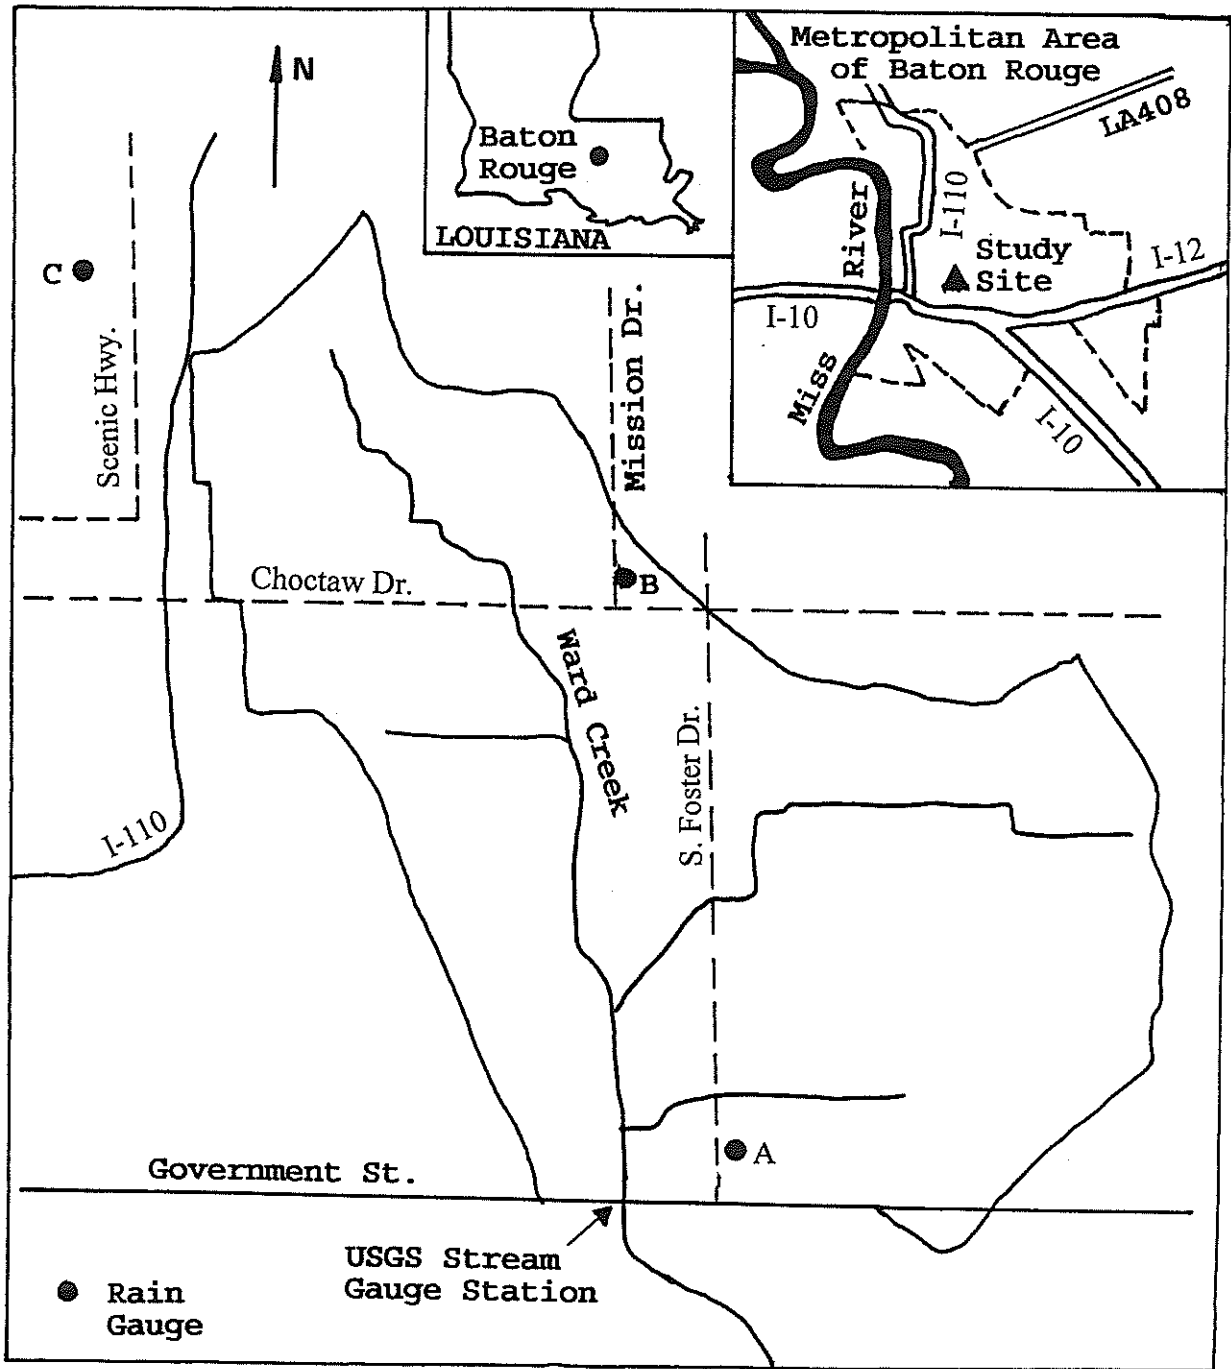 N
Baton
Rouge
LOUISIANA
Metropolitan Area
of Baton Rouge
LA408
I-110
River
Study
Site
I-12
I-10
Miss
I-10
C
Scenic Hwy.
Mission Dr.
B
Choctaw Dr.
Ward Creek
S. Foster Dr.
I-110
A
Government St.
USGS Stream
Gauge Station
Rain
Gauge